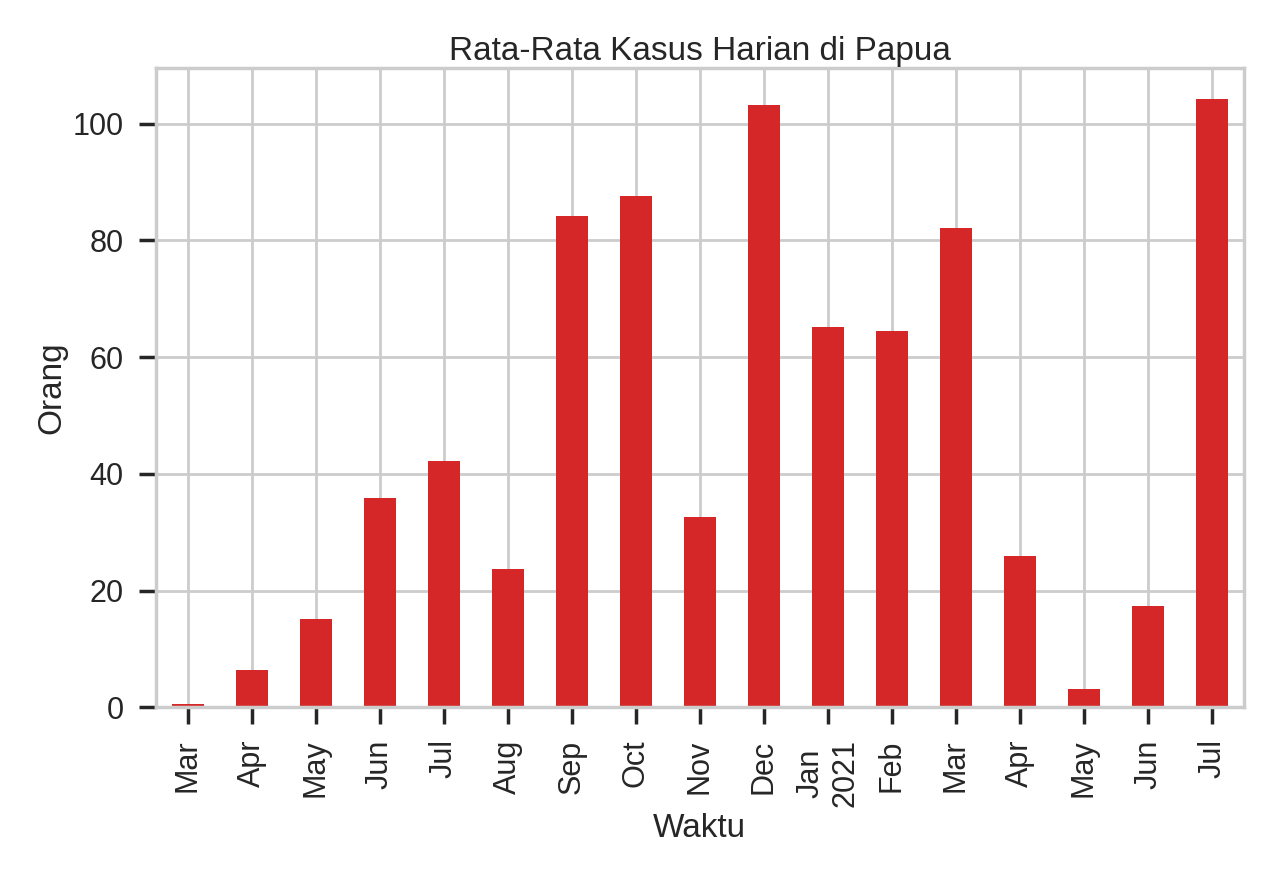 Rata-Rata Kasus Harian di Papua
100
80
60
40
20
0
Orang
Mar
Apr
May
Jun
Jul
Aug
Sep
Oct
Nov
Dec
Jan
2021
Feb
Mar
Apr
May
Jun
Jul
Waktu